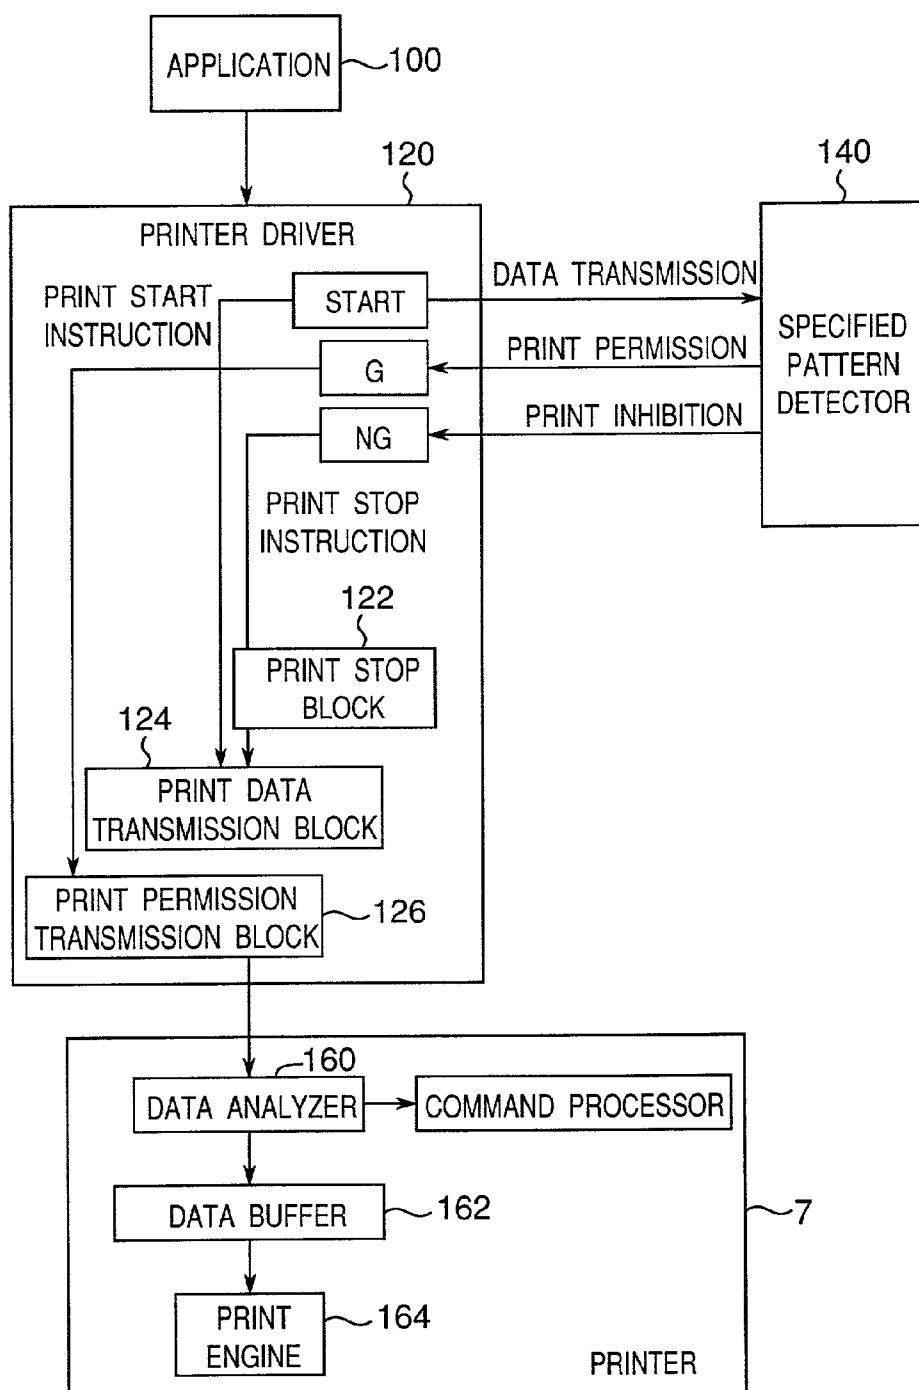 APPLICATION
100
120
140
PRINTER DRIVER
DATA TRANSMISSION
PRINT START
INSTRUCTION
START
SPECIFIED
PATTERN
DETECTOR
PRINT PERMISSION
G
PRINT INHIBITION
NG
PRINT STOP
INSTRUCTION
122
PRINT STOP
BLOCK
124
PRINT DATA
TRANSMISSION BLOCK
PRINT PERMISSION
TRANSMISSION BLOCK
126
160
DATA ANALYZER
COMMAND PROCESSOR
DATA BUFFER
162
7
PRINT
ENGINE
164
PRINTER